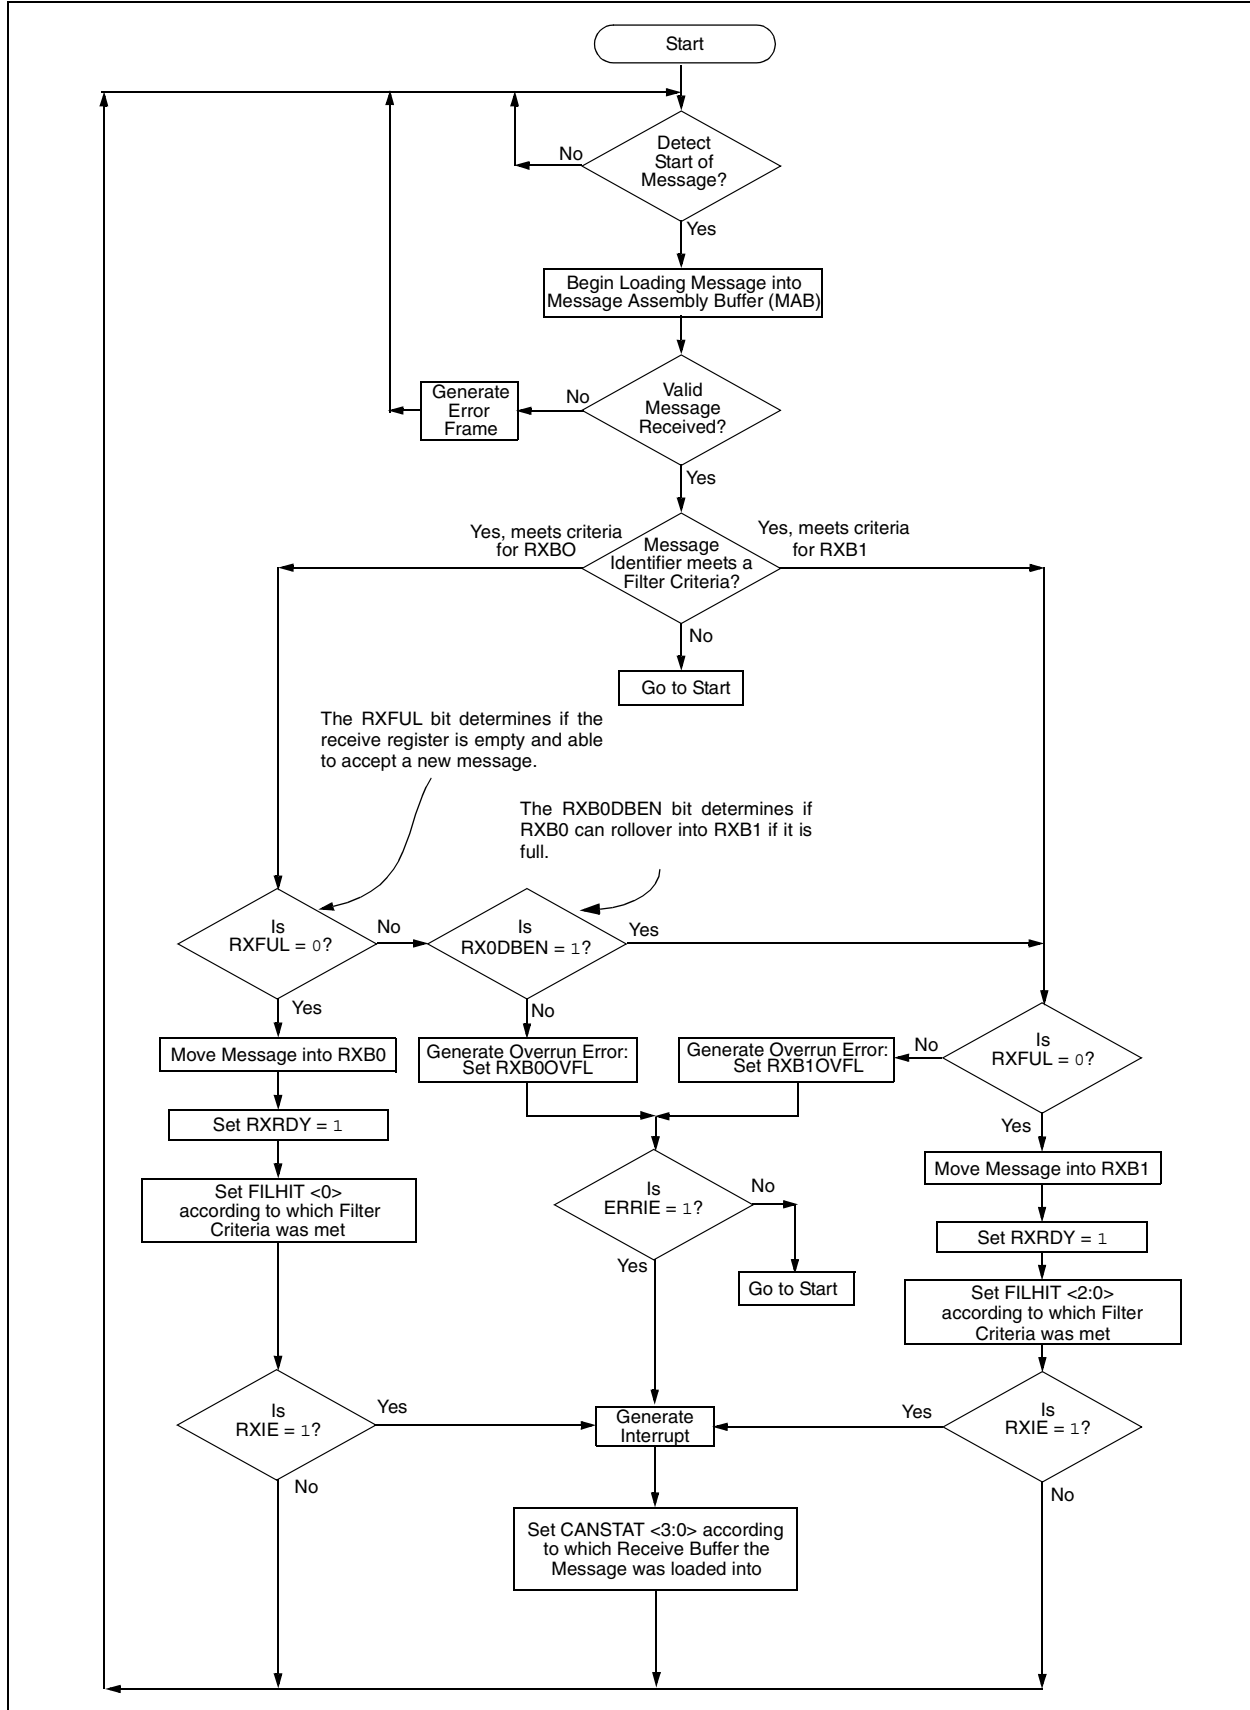 Start
Detect
Start of
Message?
No
Yes
Begin Loading Message into
Message Assembly Buffer (MAB)
Valid
Message
Received?
No
Generate
Error
Frame
Yes
Message
Identifier meets a
Filter Criteria?
Yes, meets criteria
for RXBO
Yes, meets criteria
for RXB1
No
Go to Start
The RXFUL bit determines if the
receive register is empty and able
to accept a new message.
The RXB0DBEN bit determines if
RXB0 can rollover into RXB1 if it is
full.
Is
RXFUL = 0?
No
Is
RX0DBEN = 1?
Yes
Yes
No
Move Message into RXB0
Generate Overrun Error:
Set RXB0OVFL
Generate Overrun Error:
Set RXB1OVFL
No
Is
RXFUL = 0?
Set RXRDY = 1
Yes
Move Message into RXB1
Set FILHIT <0>
according to which Filter
Criteria was met
Is
ERRIE = 1?
No
Yes
Go to Start
Set RXRDY = 1
Set FILHIT <2:0>
according to which Filter
Criteria was met
Is
RXIE = 1?
Yes
Generate
Interrupt
Yes
Is
RXIE = 1?
No
No
Set CANSTAT <3:0> according
to which Receive Buffer the
Message was loaded into